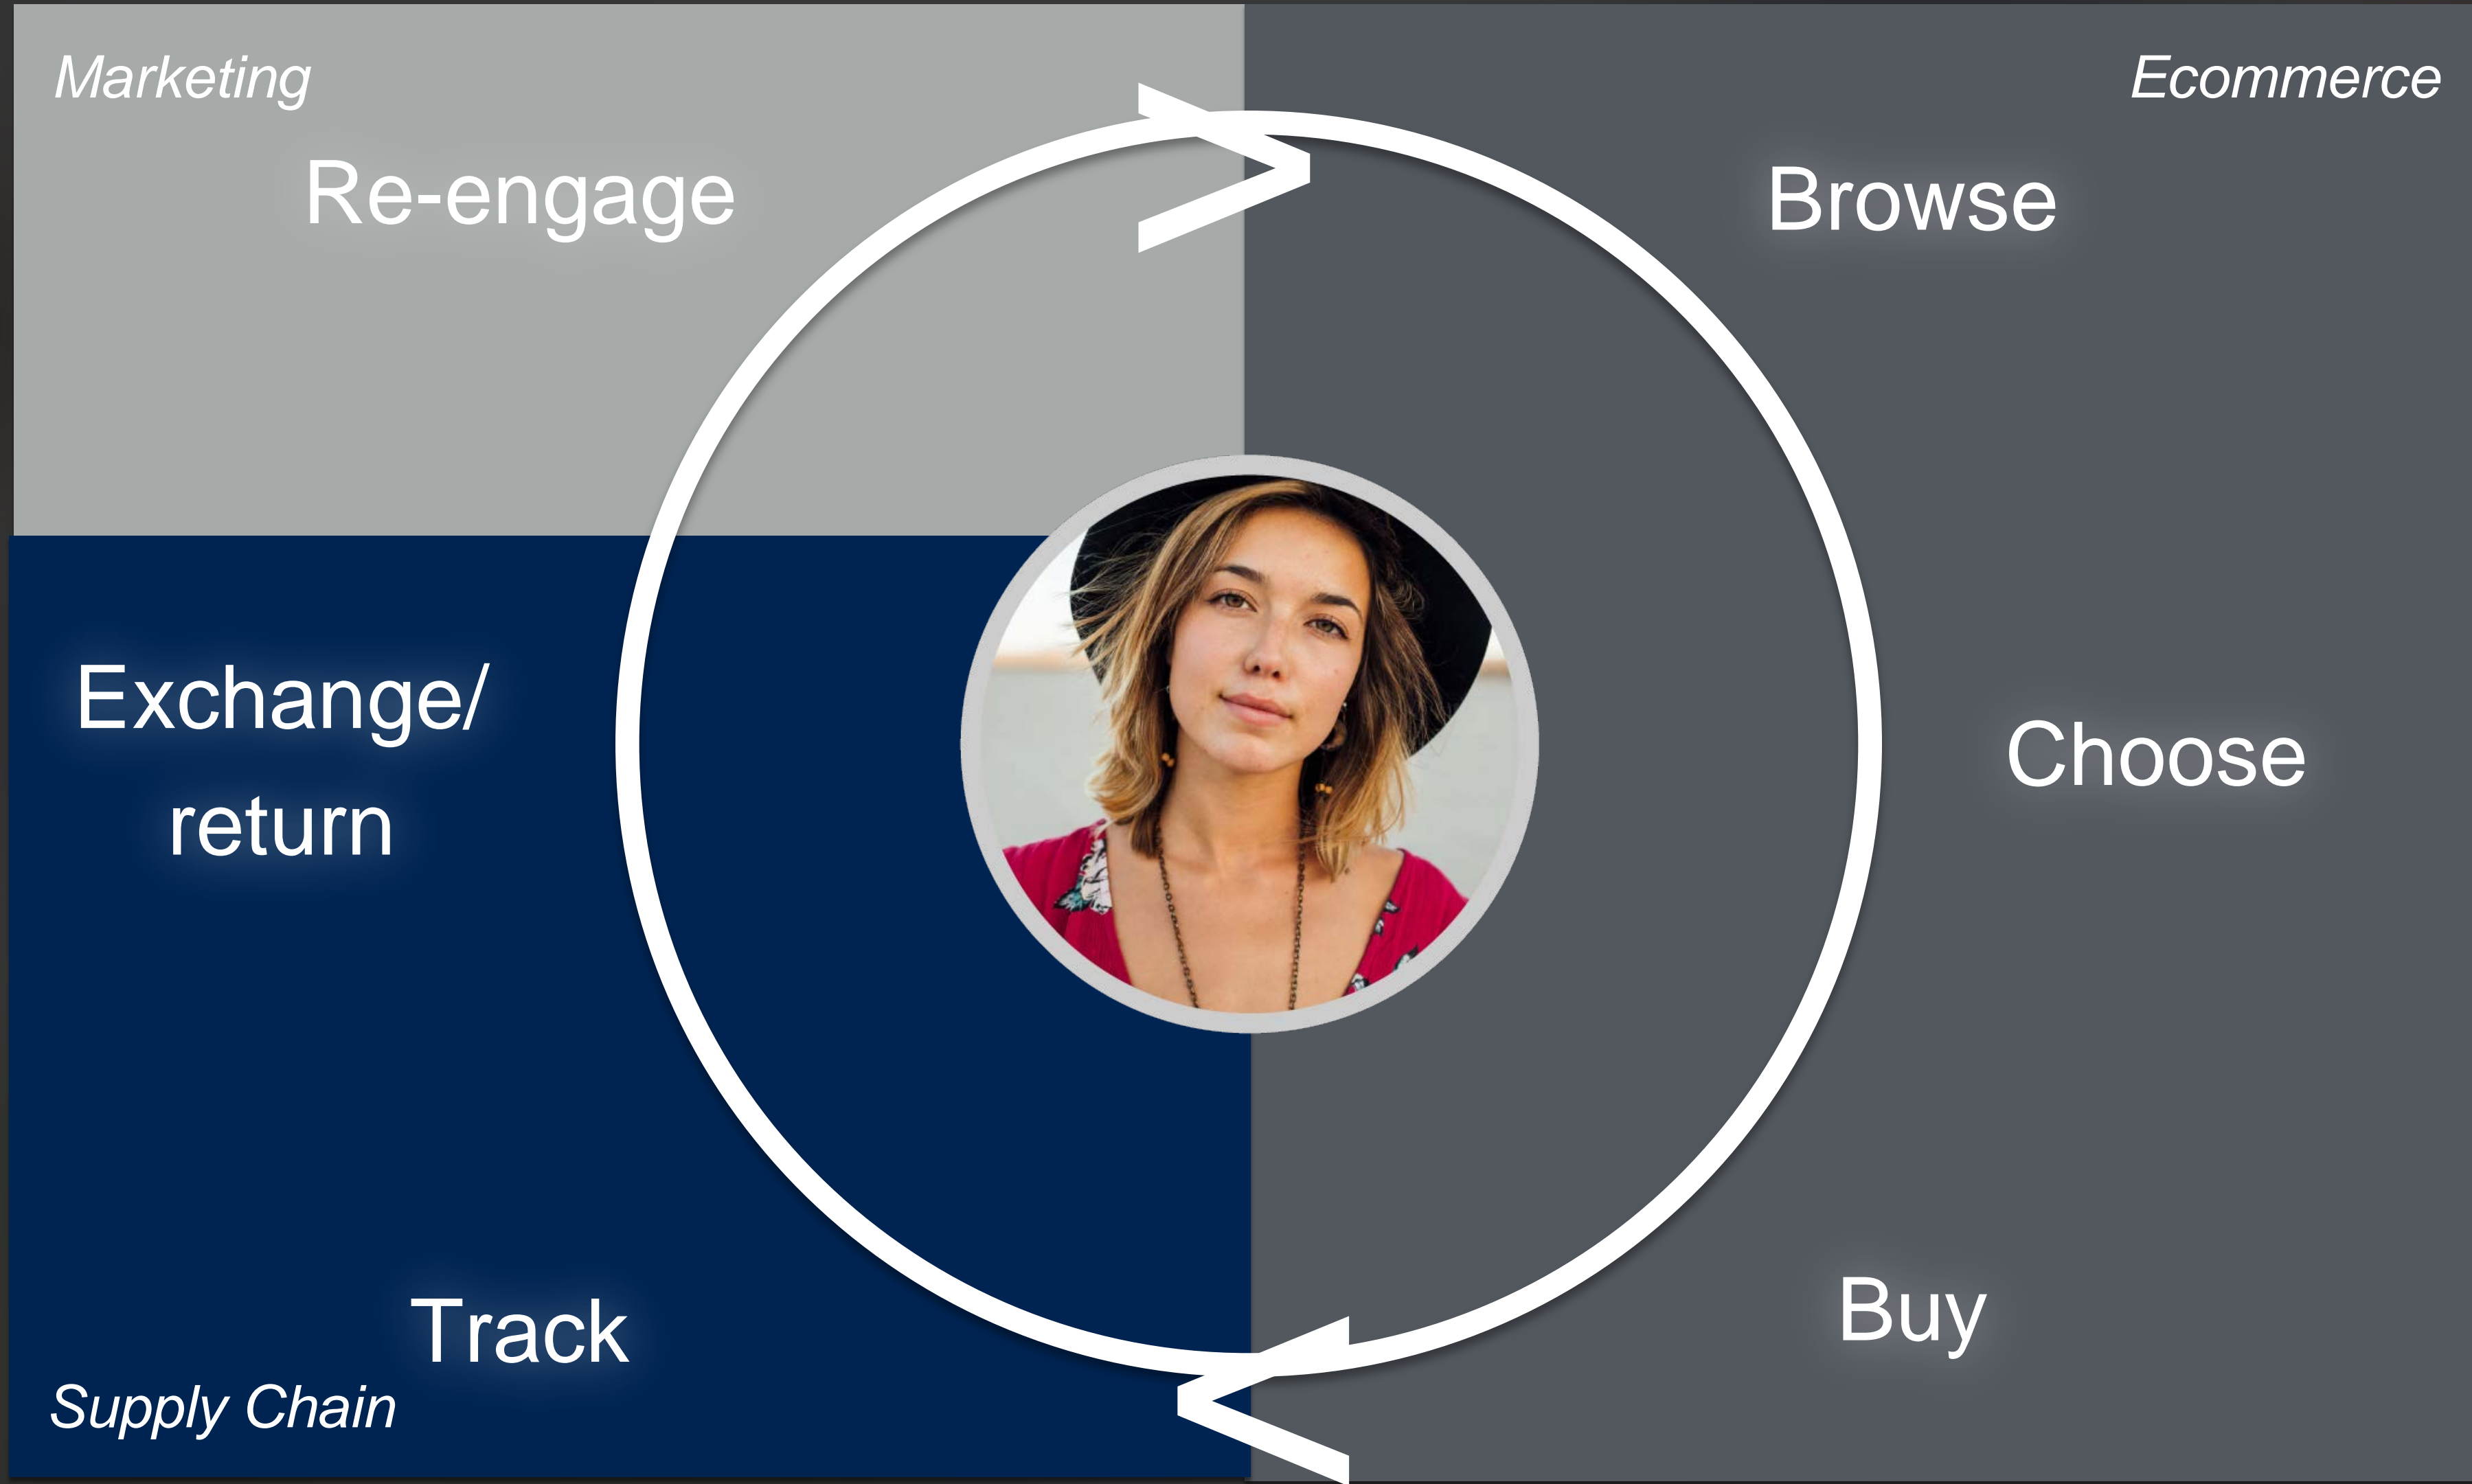 Marketing
Ecommerce
Re-engage
Browse
Exchange/
return
Choose
Track
Buy
Supply Chain